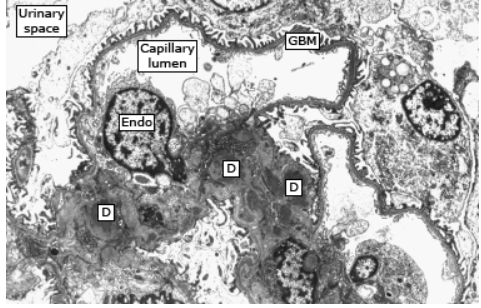 Urinary
space
Capillary
lumen
GBM
Endo
D
D
D